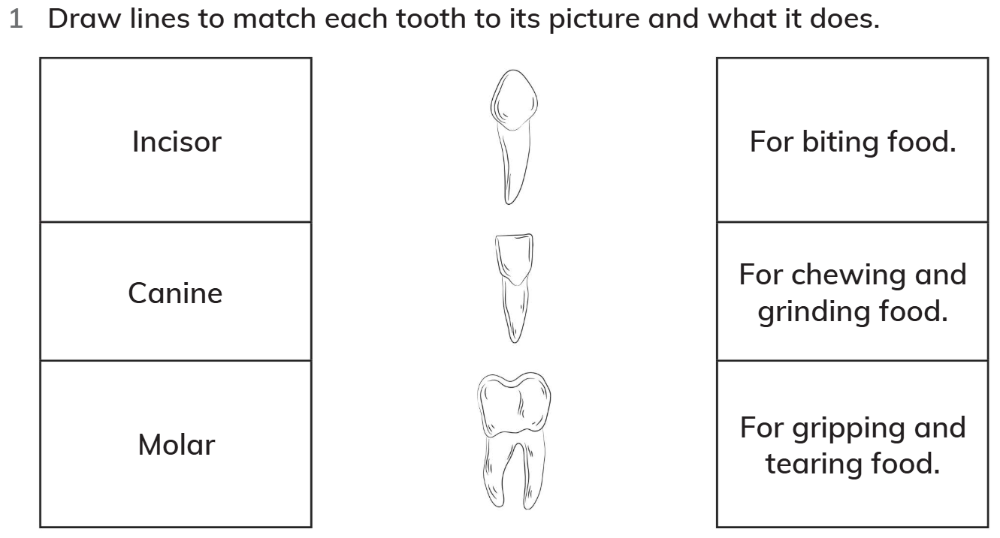 1 Draw lines to match each tooth to its picture and what it does.
Incisor
For biting food.
Canine
For chewing and
grinding food.
Molar
For gripping and
tearing food.